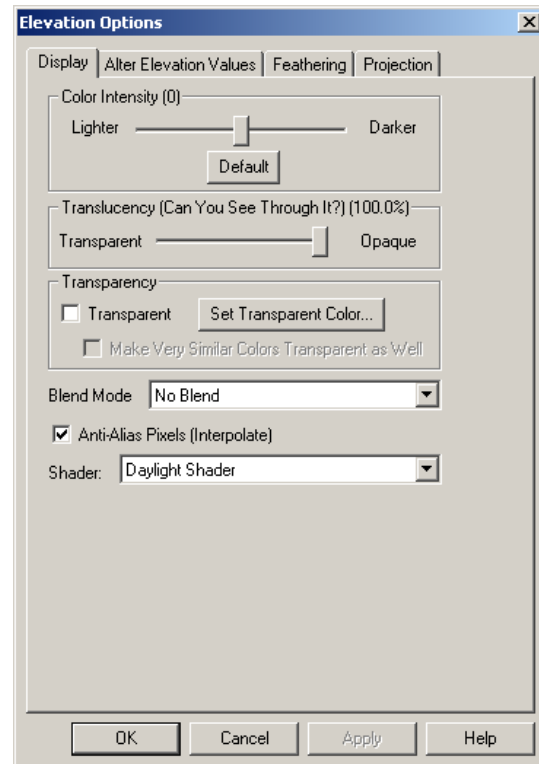 Elevation Options
Display Alter Elevation Values Feathering Projection
Color Intensity (0)
Lighter Darker
Default
Translucency (Can You See Through It?) (100.0%)
Transparent Opaque
Transparency
Transparent Set Transparent Color...
Make Very Similar Colors Transparent as Well
Blend Mode No Blend
Anti-Alias Pixels (Interpolate)
Shader: Daylight Shader
OK Cancel Apply Help